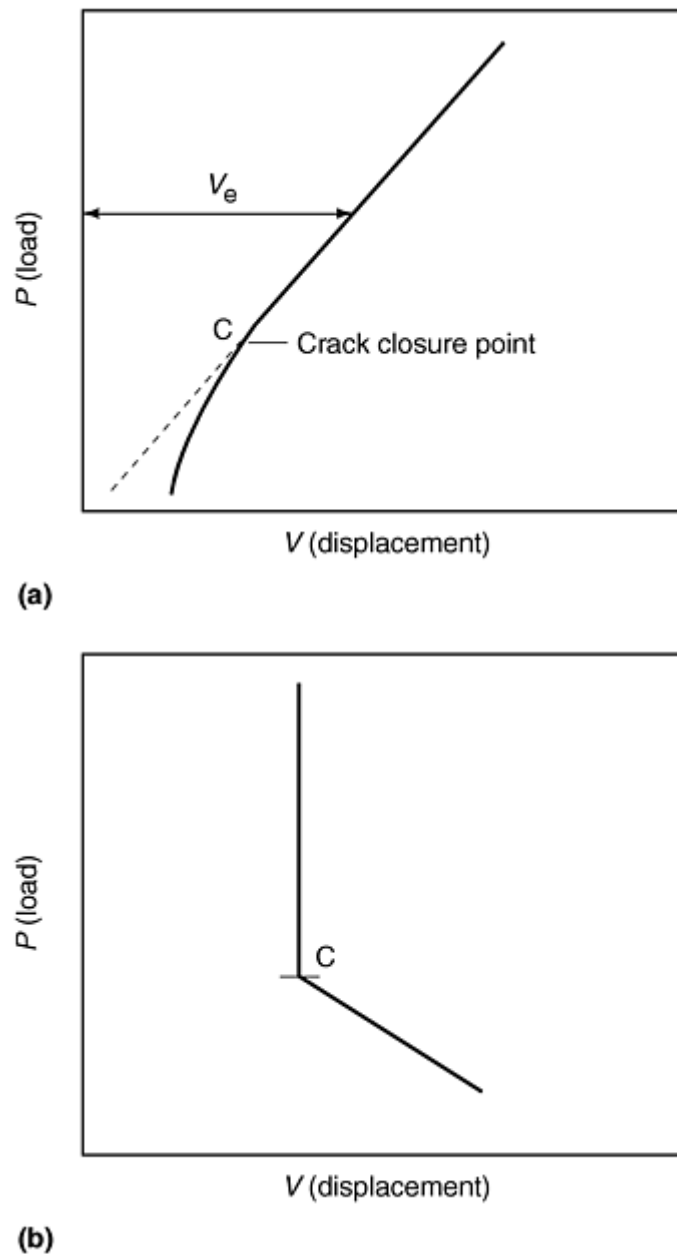 V_e
P (load)
C
Crack closure point
V (displacement)
(a)
P (load)
C
V (displacement)
(b)